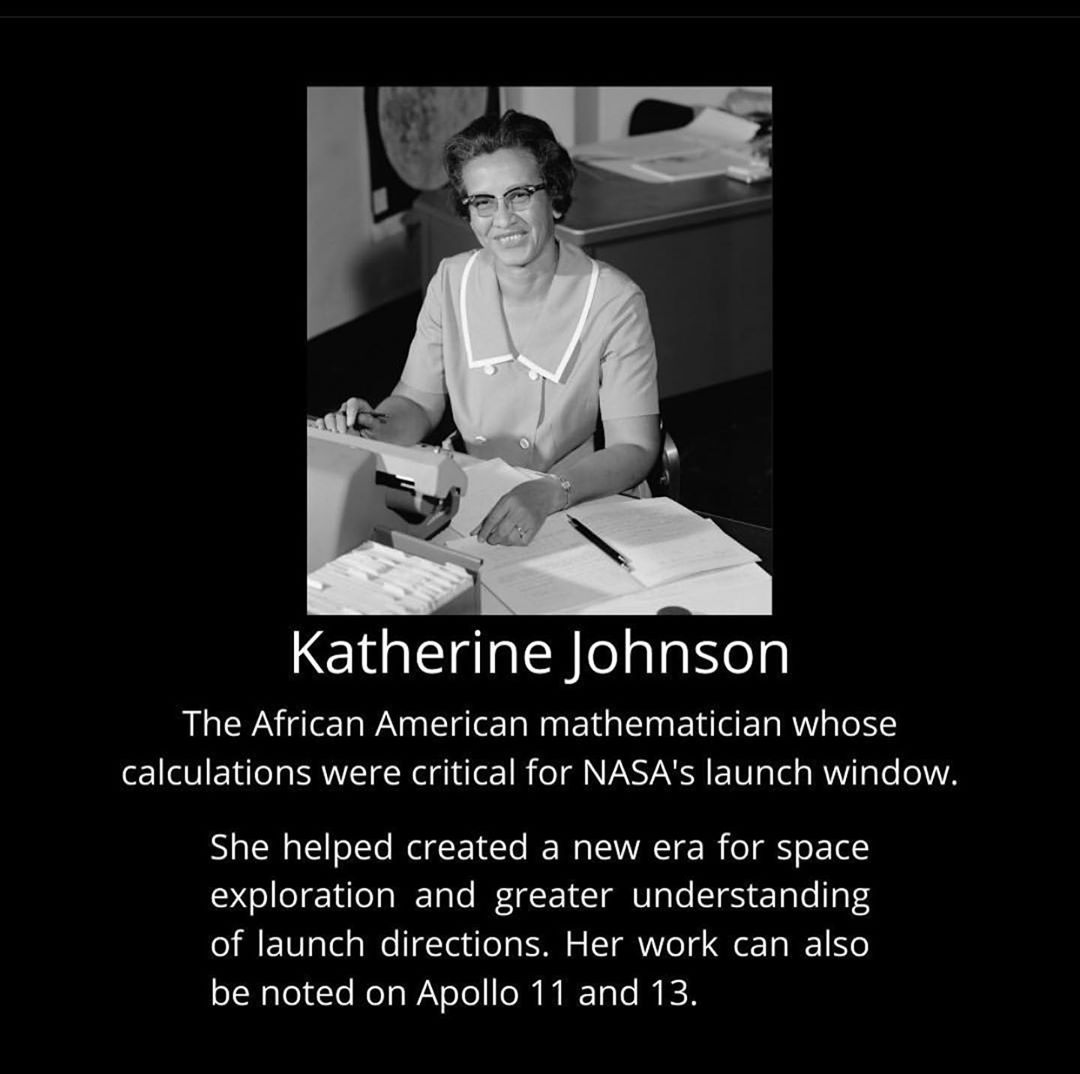 Katherine Johnson
The African American mathematician whose
calculations were critical for NASA's launch window.
She helped created a new era for space
exploration and greater understanding
of launch directions. Her work can also
be noted on Apollo 11 and 13.